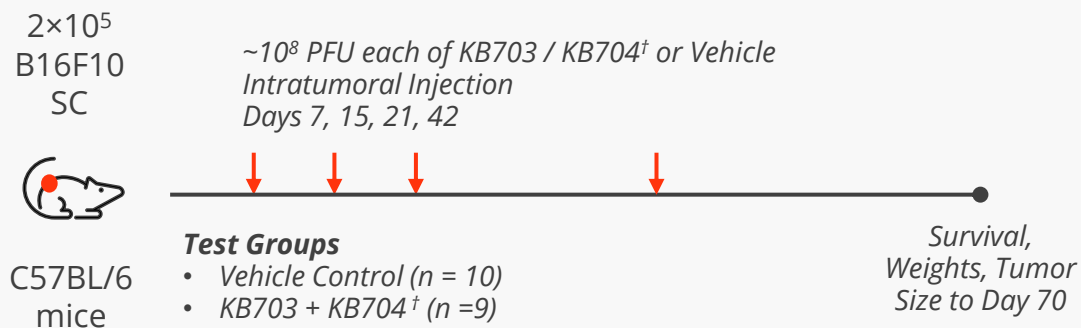 2×10⁵
B16F10
SC
~10⁸ PFU each of KB703 / KB704† or Vehicle
Intratumoral Injection
Days 7, 15, 21, 42
C57BL/6
mice
Test Groups
• Vehicle Control (n = 10)
• KB703 + KB704 † (n =9)
Survival,
Weights, Tumor
Size to Day 70